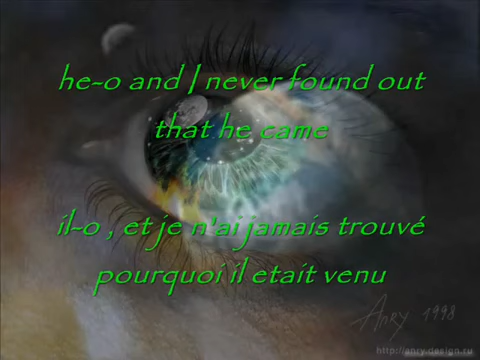 he-o and I never found out
that he came
il-o , et je n'ai jamais trouvé
pourquoi il etait venu
Anry 1998
http://anry-design.ru